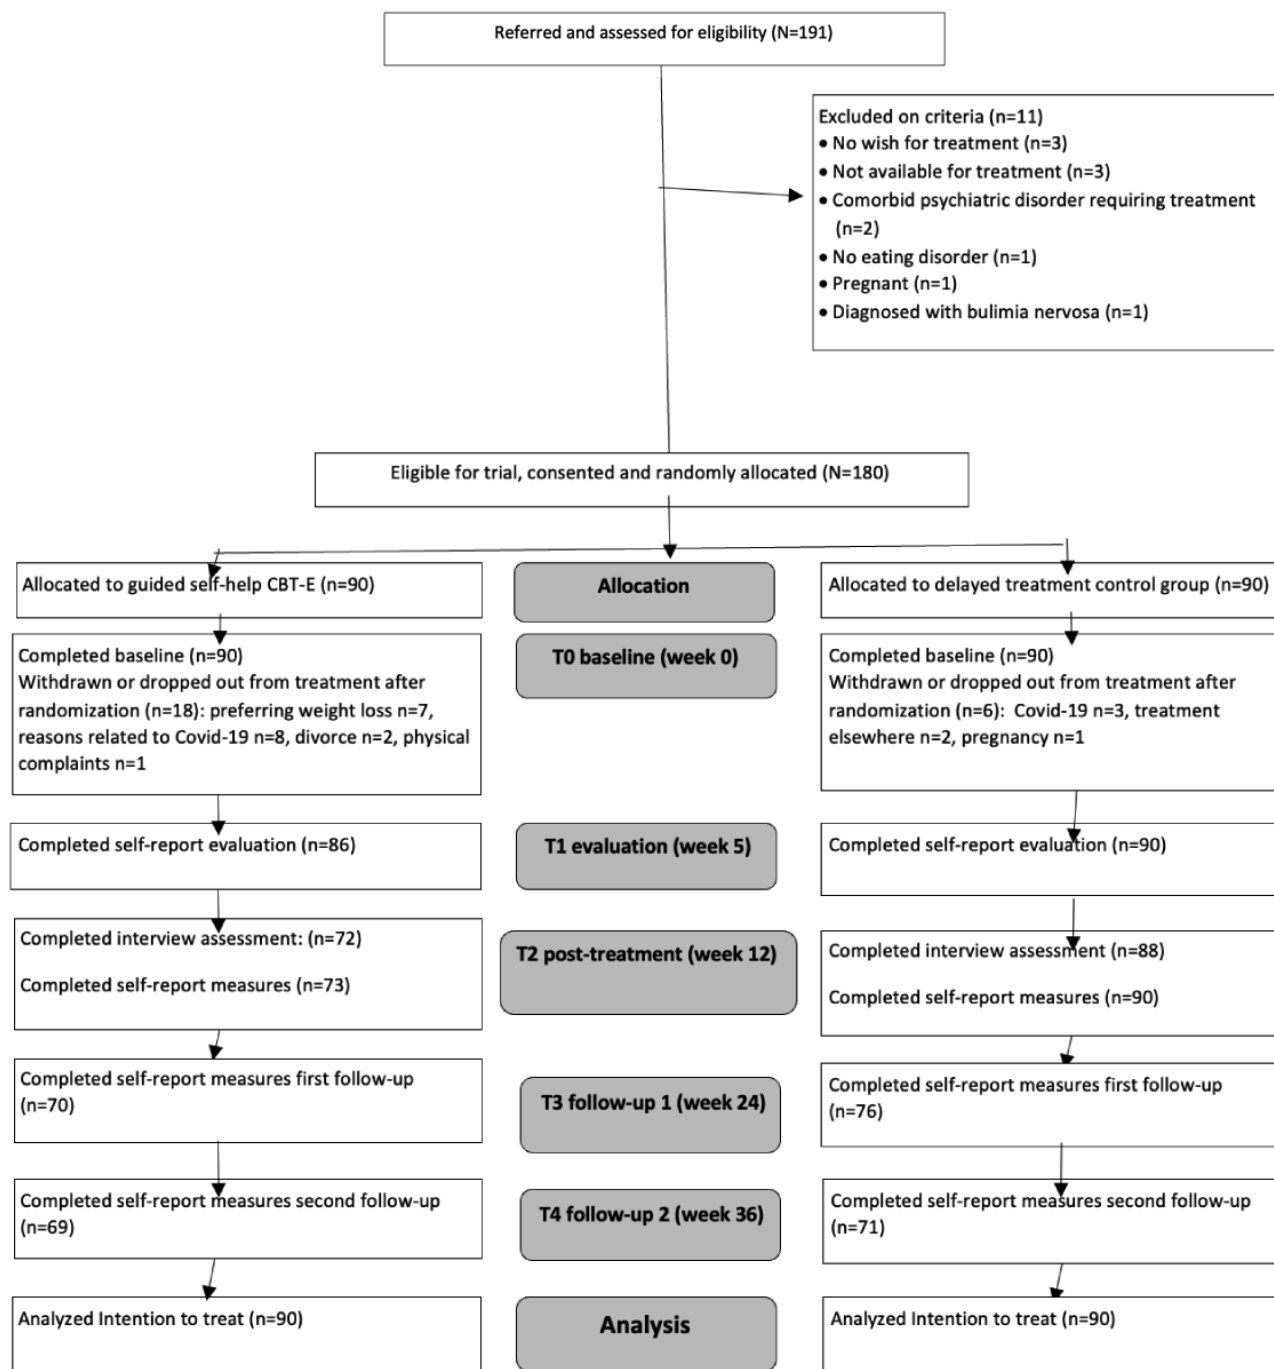 Referred and assessed for eligibility (N=191)
Excluded on criteria (n=11)
• No wish for treatment (n=3)
• Not available for treatment (n=3)
• Comorbid psychiatric disorder requiring treatment
(n=2)
• No eating disorder (n=1)
• Pregnant (n=1)
• Diagnosed with bulimia nervosa (n=1)
Eligible for trial, consented and randomly allocated (N=180)
Allocated to guided self-help CBT-E (n=90)
Allocation
Allocated to delayed treatment control group (n=90)
Completed baseline (n=90)
Withdrawn or dropped out from treatment after
randomization (n=18): preferring weight loss n=7,
reasons related to Covid-19 n=8, divorce n=2, physical
complaints n=1
T0 baseline (week 0)
Completed baseline (n=90)
Withdrawn or dropped out from treatment after
randomization (n=6): Covid-19 n=3, treatment
elsewhere n=2, pregnancy n=1
Completed self-report evaluation (n=86)
T1 evaluation (week 5)
Completed self-report evaluation (n=90)
Completed interview assessment: (n=72)
Completed self-report measures (n=73)
T2 post-treatment (week 12)
Completed interview assessment (n=88)
Completed self-report measures (n=90)
Completed self-report measures first follow-up
(n=70)
T3 follow-up 1 (week 24)
Completed self-report measures first follow-up
(n=76)
Completed self-report measures second follow-up
(n=69)
T4 follow-up 2 (week 36)
Completed self-report measures second follow-up
(n=71)
Analyzed Intention to treat (n=90)
Analysis
Analyzed Intention to treat (n=90)